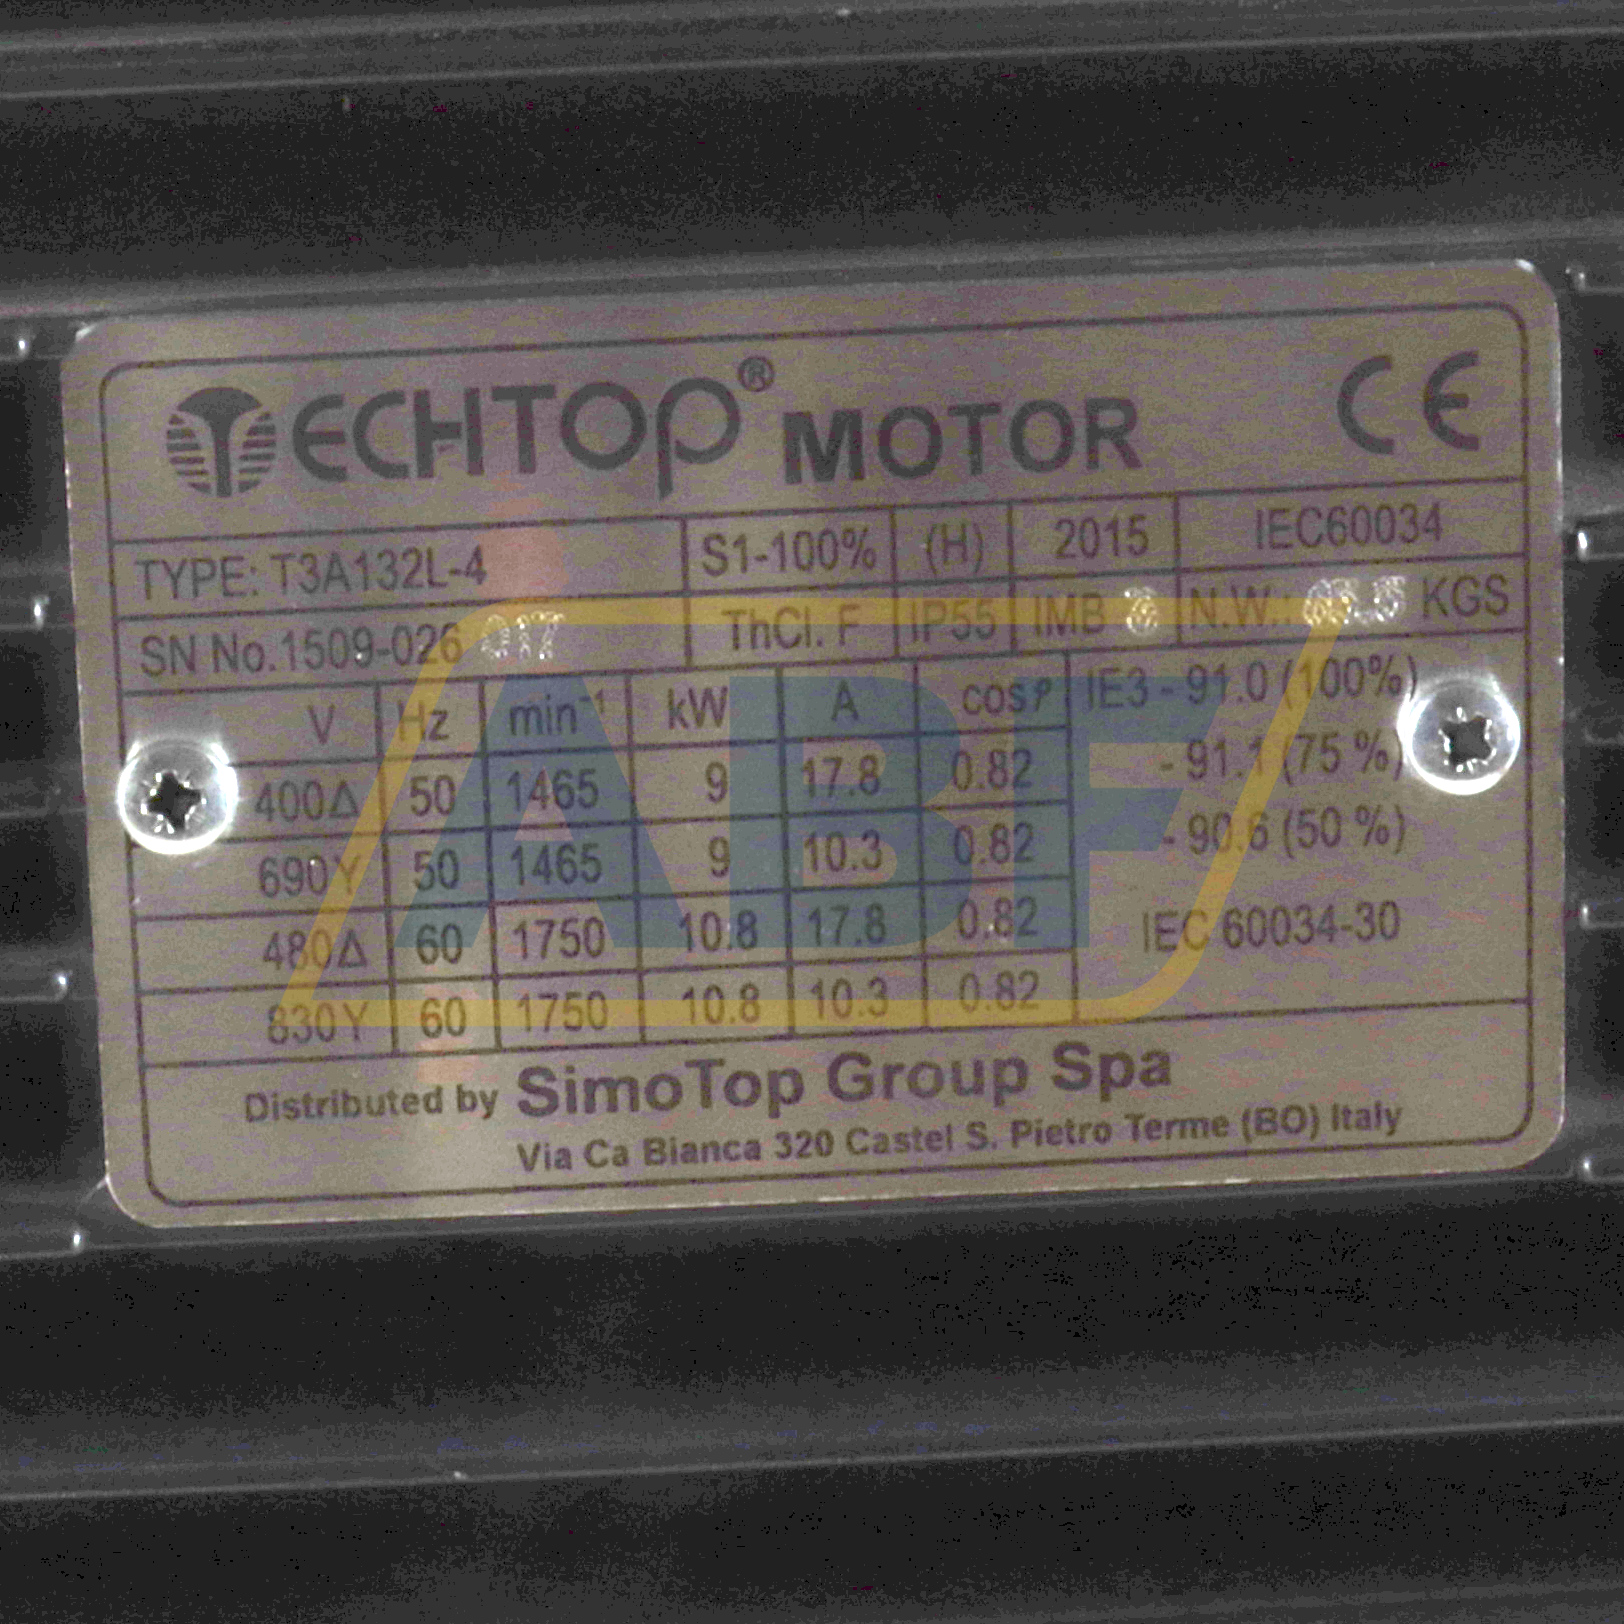 TECHTOP® MOTOR CE
TYPE: T3A132L-4 S1-100% (H) 2015 IEC60034
SN No.1509-026 017 ThCl. F IP55 IMB N.W.: KGS
V Hz min⁻¹ kW A cosφ IE3 - 91.0 (100%)
400Δ 50 1465 9 17.8 0.82 - 91.1 (75 %)
690Y 50 1465 9 10.3 0.82 - 90.6 (50 %)
480Δ 60 1750 10.8 17.8 0.82 IEC 60034-30
830Y 60 1750 10.8 10.3 0.82
Distributed by SimoTop Group Spa
Via Ca Bianca 320 Castel S. Pietro Terme (BO) Italy
ABF